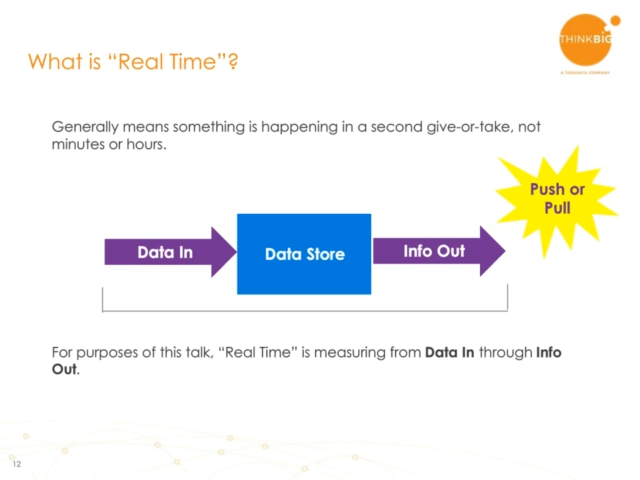 THINKBIG
A TERADATA COMPANY
What is “Real Time”?
Generally means something is happening in a second give-or-take, not
minutes or hours.
Push or
Pull
Data In
Data Store
Info Out
For purposes of this talk, “Real Time” is measuring from Data In through Info
Out.
12